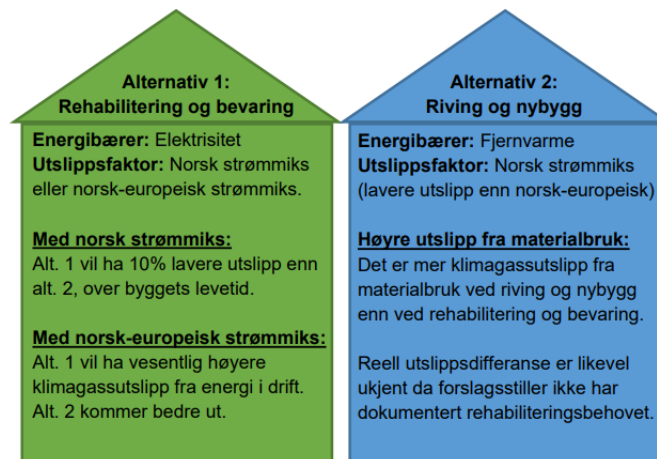 Alternativ 1:
Rehabilitering og bevaring
Energibærer: Elektrisitet
Utslippsfaktor: Norsk strømmiks
eller norsk-europeisk strømmiks.
Med norsk strømmiks:
Alt. 1 vil ha 10% lavere utslipp enn
alt. 2, over byggets levetid.
Med norsk-europeisk strømmiks:
Alt. 1 vil ha vesentlig høyere
klimagassutslipp fra energi i drift.
Alt. 2 kommer bedre ut.
Alternativ 2:
Riving og nybygg
Energibærer: Fjernvarme
Utslippsfaktor: Norsk strømmiks
(lavere utslipp enn norsk-europeisk)
Høyre utslipp fra materialbruk:
Det er mer klimagassutslipp fra
materialbruk ved riving og nybygg
enn ved rehabilitering og bevaring.
Reell utslippsdifferanse er likevel
ukjent da forslagsstiller ikke har
dokumentert rehabiliteringsbehovet.